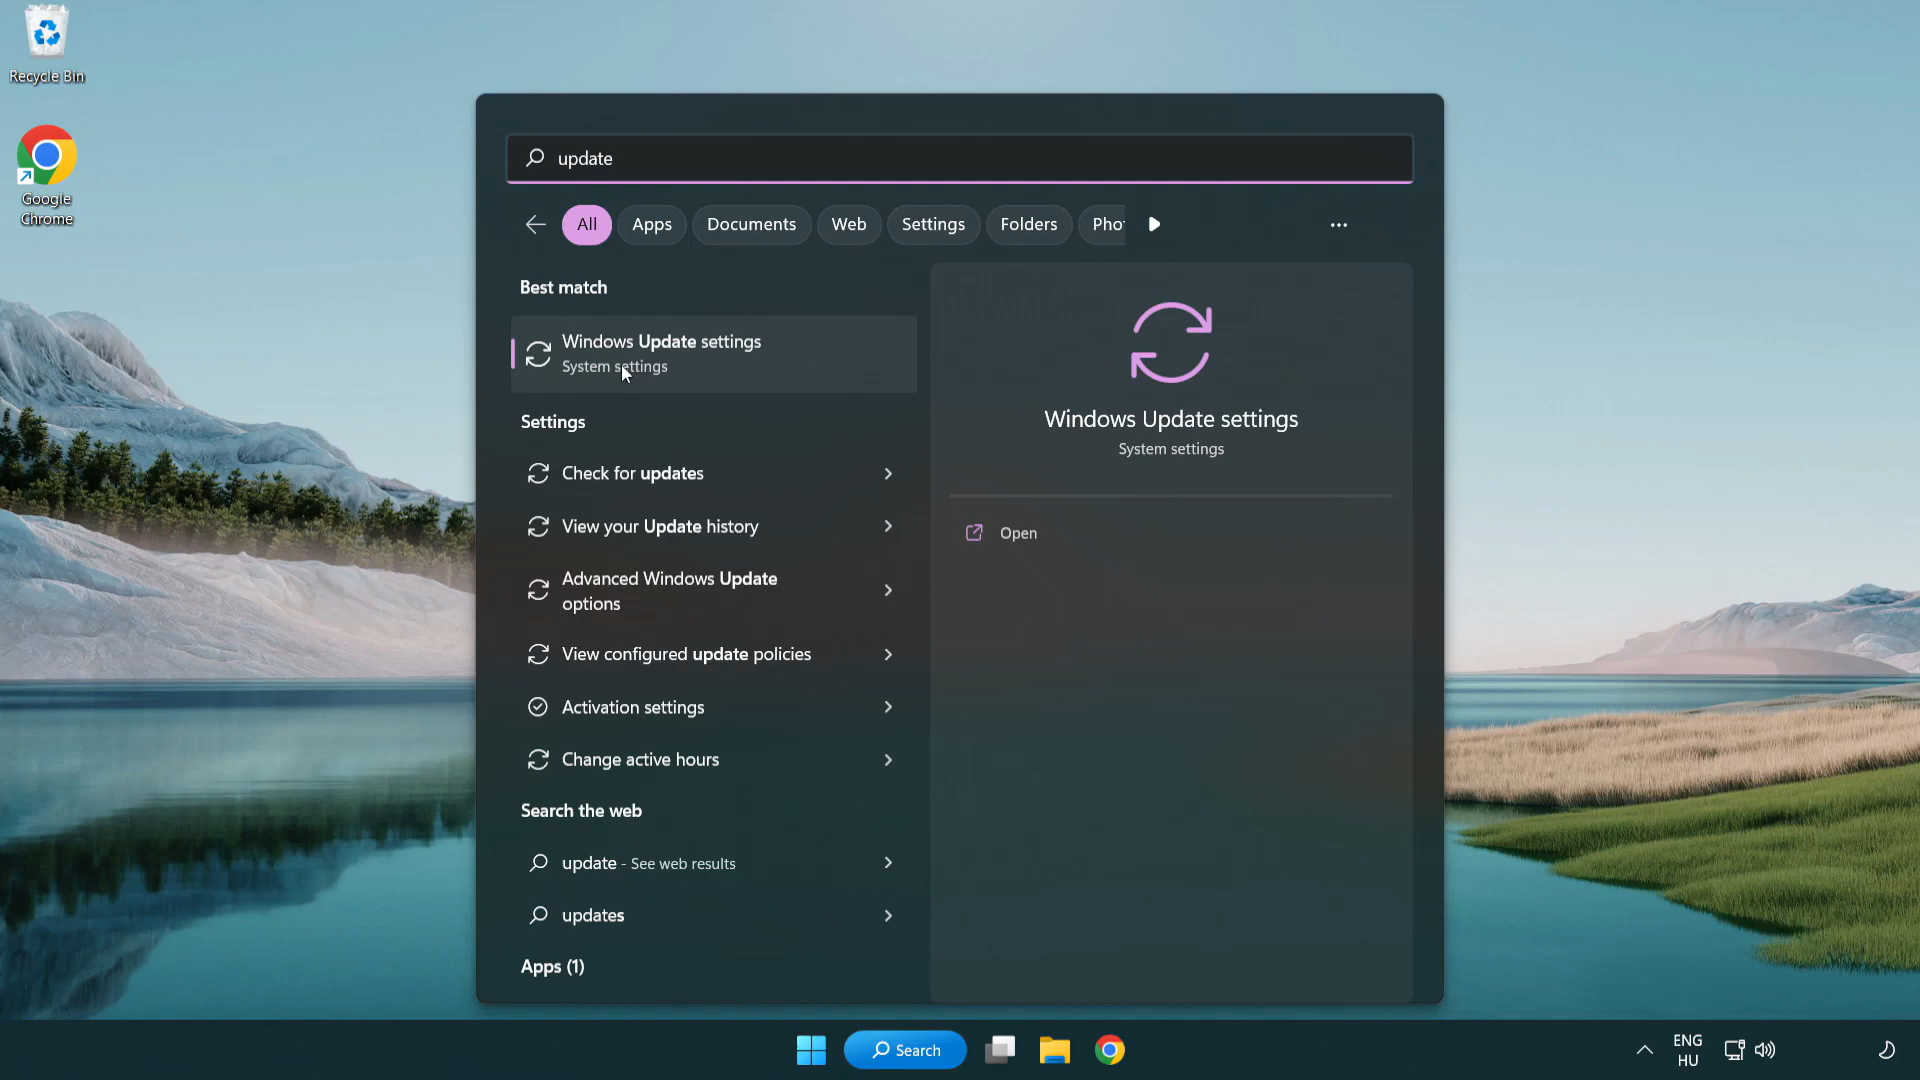 Recycle Bin
Google
Chrome
update
All
Apps
Documents
Web
Settings
Folders
Pho
Best match
Windows Update settings
System settings
Settings
Check for updates
View your Update history
Advanced Windows Update
options
View configured update policies
Activation settings
Change active hours
Search the web
update - See web results
updates
Apps (1)
Windows Update settings
System settings
Open
Search
ENG
HU